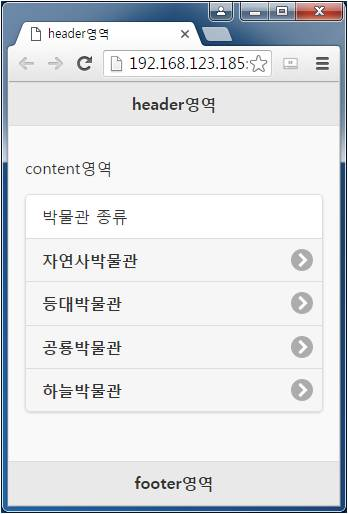 header영역
192.168.123.185:
header영역
content영역
박물관 종류
자연사박물관
등대박물관
공룡박물관
하늘박물관
footer영역